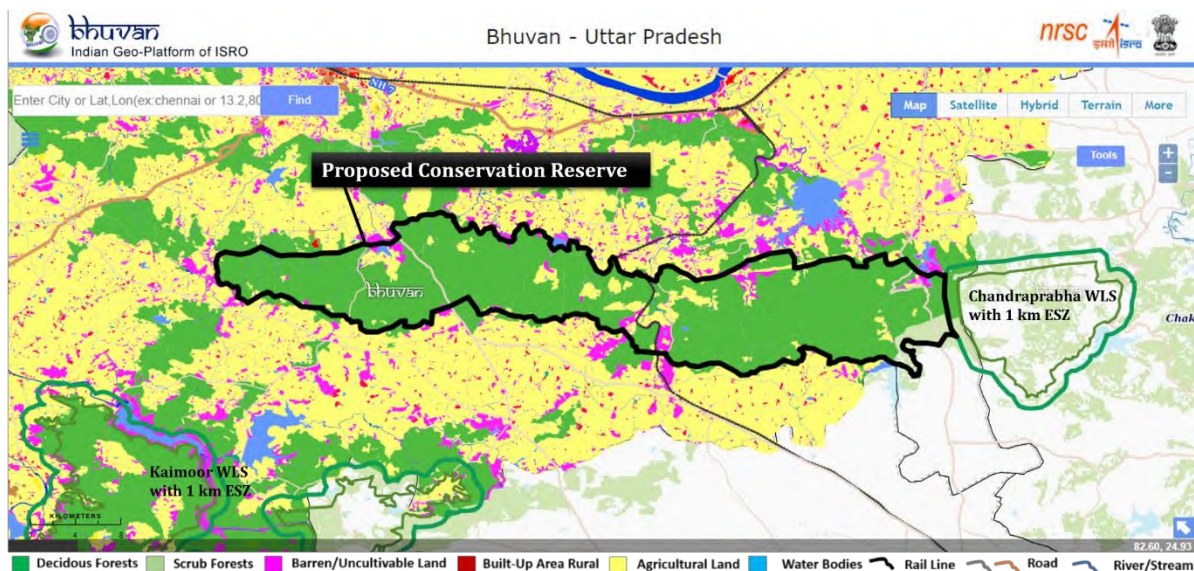 bhuvan
Indian Geo-Platform of ISRO
Bhuvan - Uttar Pradesh
nrsc
इसरो isro
Enter City or Lat,Lon(ex:chennai or 13.2,80
Find
NH 7
Map Satellite Hybrid Terrain More
Tools
+
-
Proposed Conservation Reserve
bhuvan
Chandraprabha WLS
with 1 km ESZ
Chak
Kaimoor WLS
with 1 km ESZ
KILOMETERS
4 8
82.60, 24.93
Decidous Forests Scrub Forests Barren/Uncultivable Land Built-Up Area Rural Agricultural Land Water Bodies Rail Line Road River/Stream